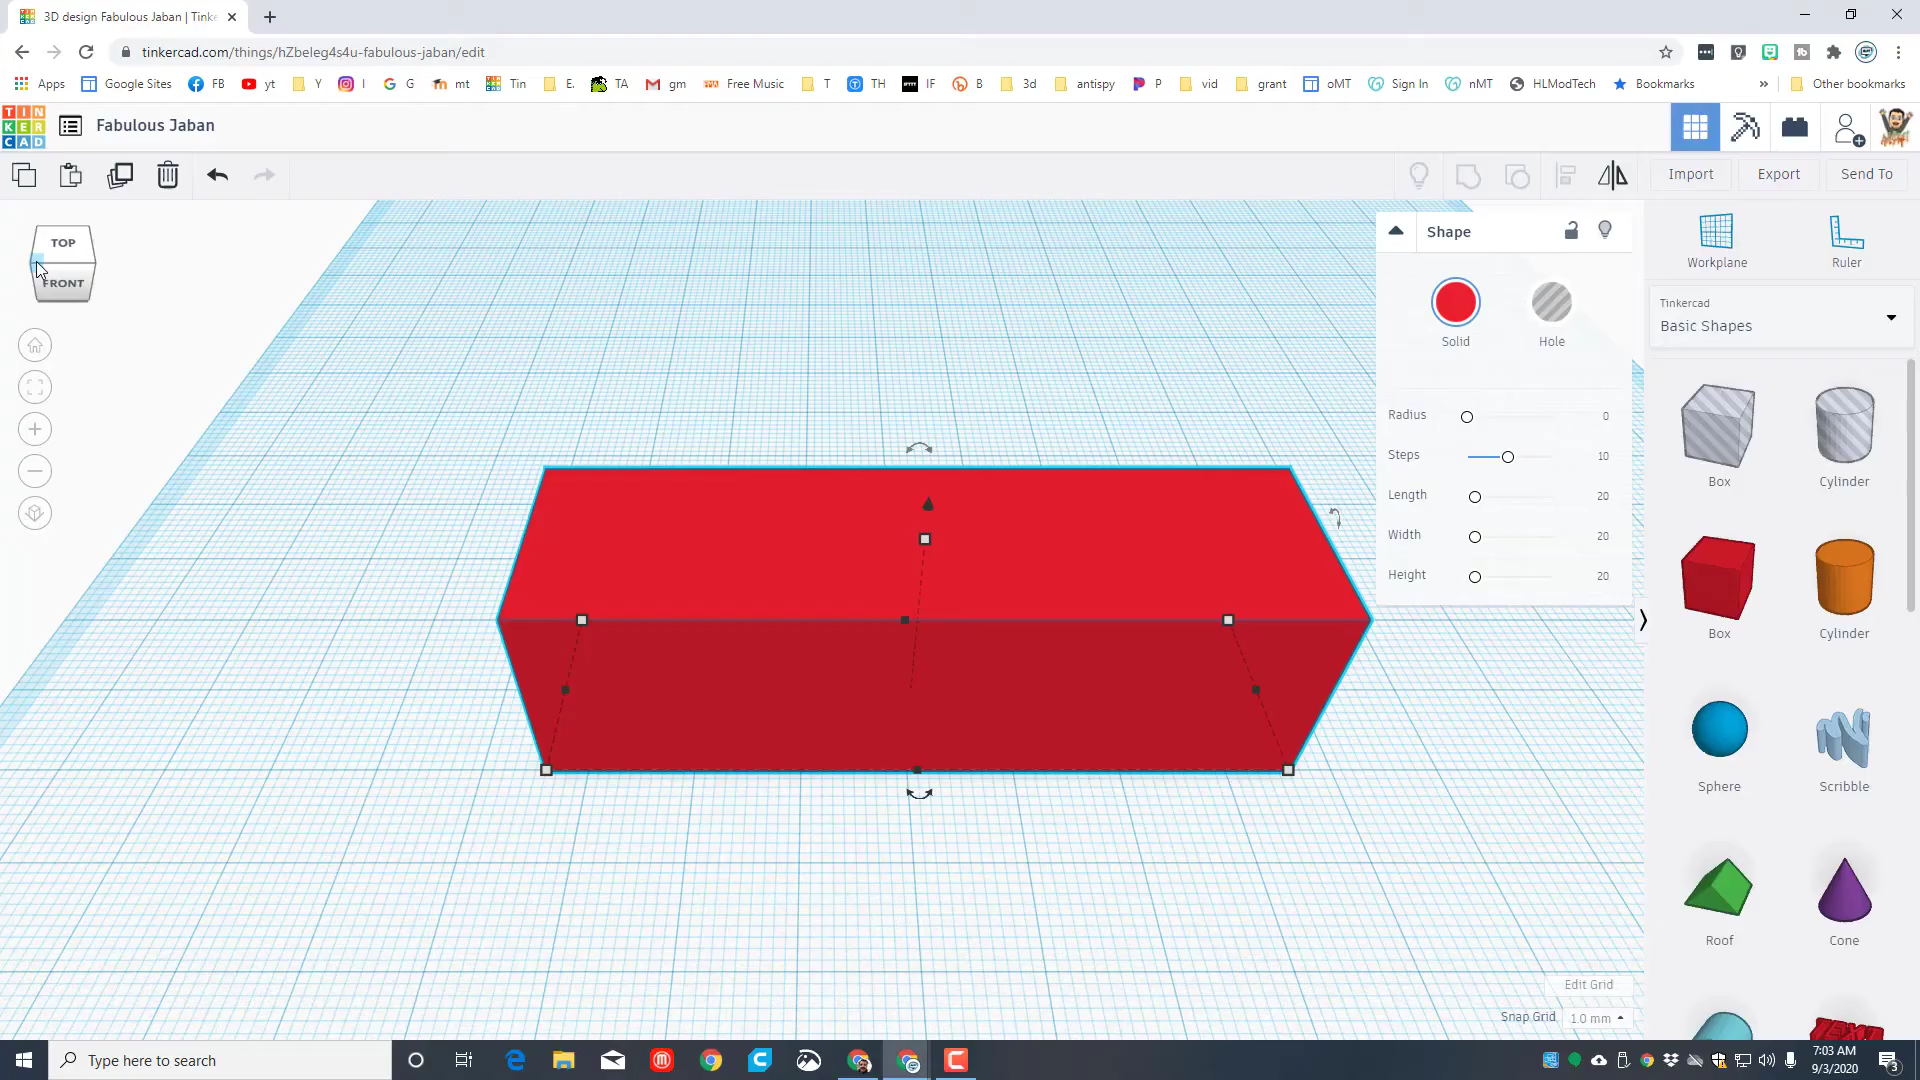 3D design Fabulous Jaban | Tinke
tinkercad.com/things/hZbeleg4s4u-fabulous-jaban/edit
Apps Google Sites FB yt Y I G mt Tin E. TA gm Free Music T TH IF B 3d antispy P vid grant oMT Sign In nMT HLModTech Bookmarks » Other bookmarks
TIN
KER
CAD
Fabulous Jaban
Import Export Send To
TOP
FRONT
Shape
Solid Hole
Radius 0
Steps 10
Length 20
Width 20
Height 20
Workplane Ruler
Tinkercad
Basic Shapes
Box Cylinder
Box Cylinder
Sphere Scribble
Roof Cone
TEXT
Edit Grid
Snap Grid 1.0 mm
Type here to search
7:03 AM
9/3/2020
3